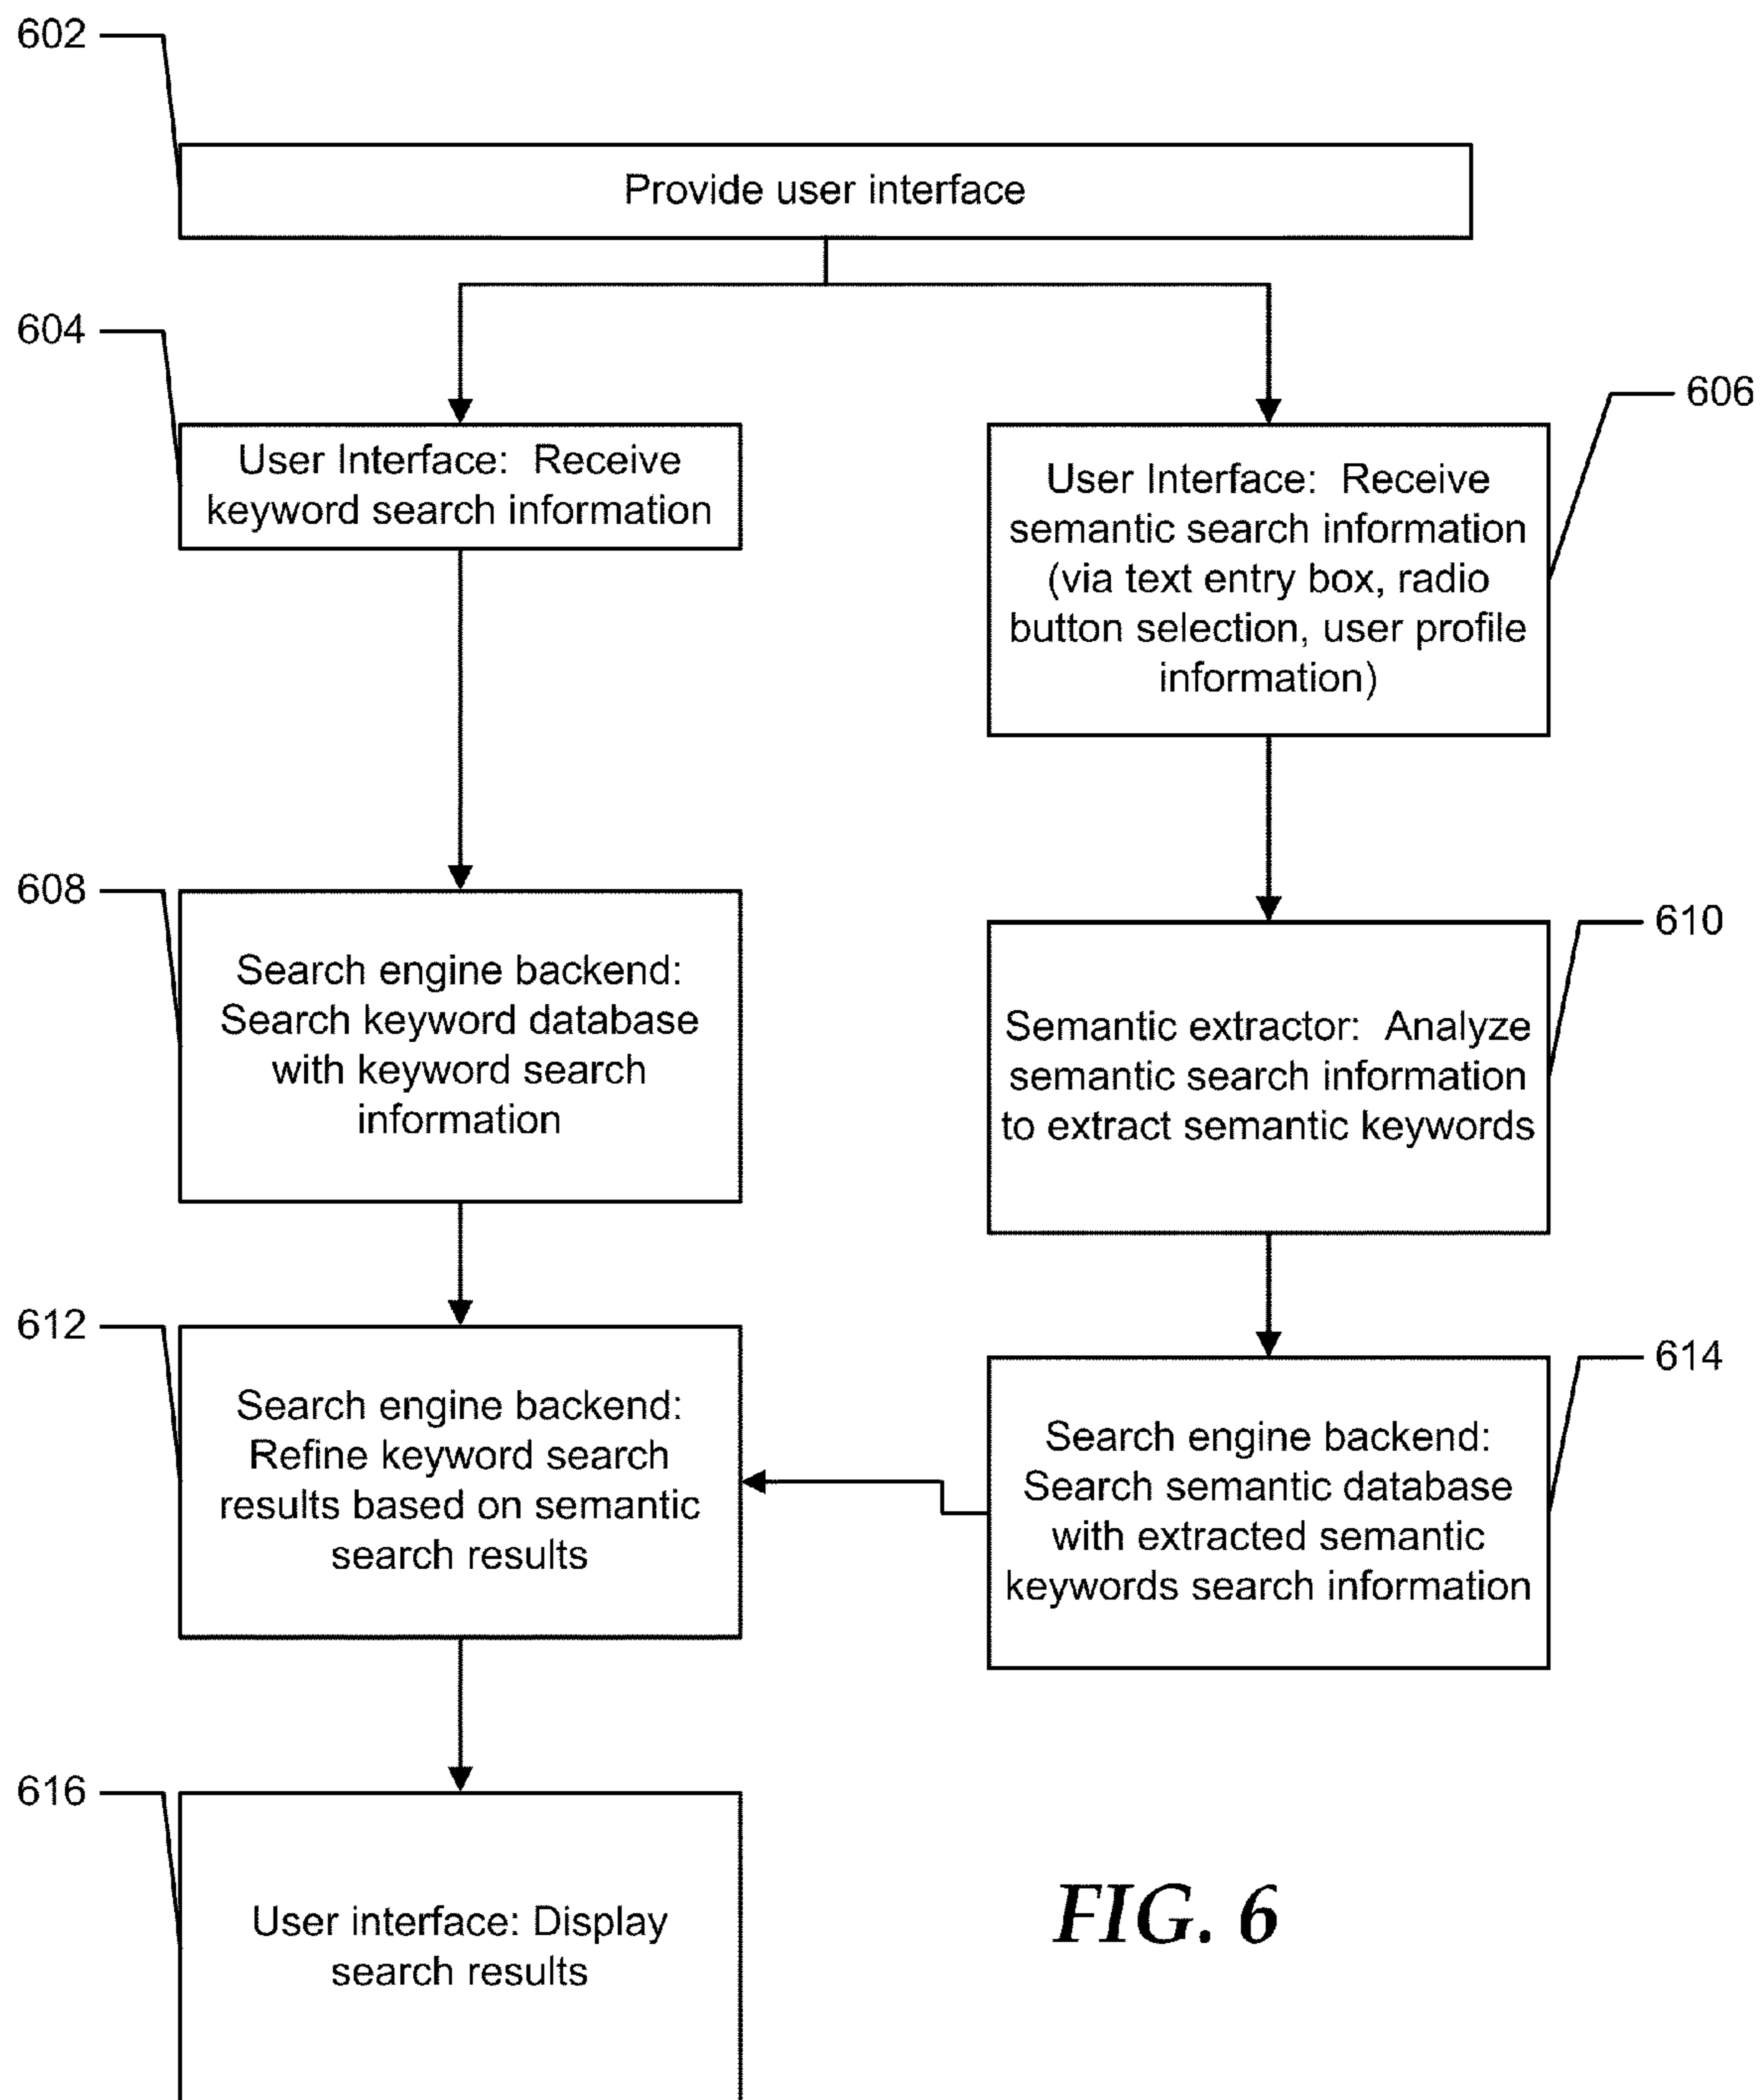 602
Provide user interface
604
User Interface:  Receive
keyword search information
606
User Interface:  Receive
semantic search information
(via text entry box, radio
button selection, user profile
information)
608
Search engine backend:
Search keyword database
with keyword search
information
610
Semantic extractor:  Analyze
semantic search information
to extract semantic keywords
612
Search engine backend:
Refine keyword search
results based on semantic
search results
614
Search engine backend:
Search semantic database
with extracted semantic
keywords search information
616
User interface: Display
search results
FIG. 6